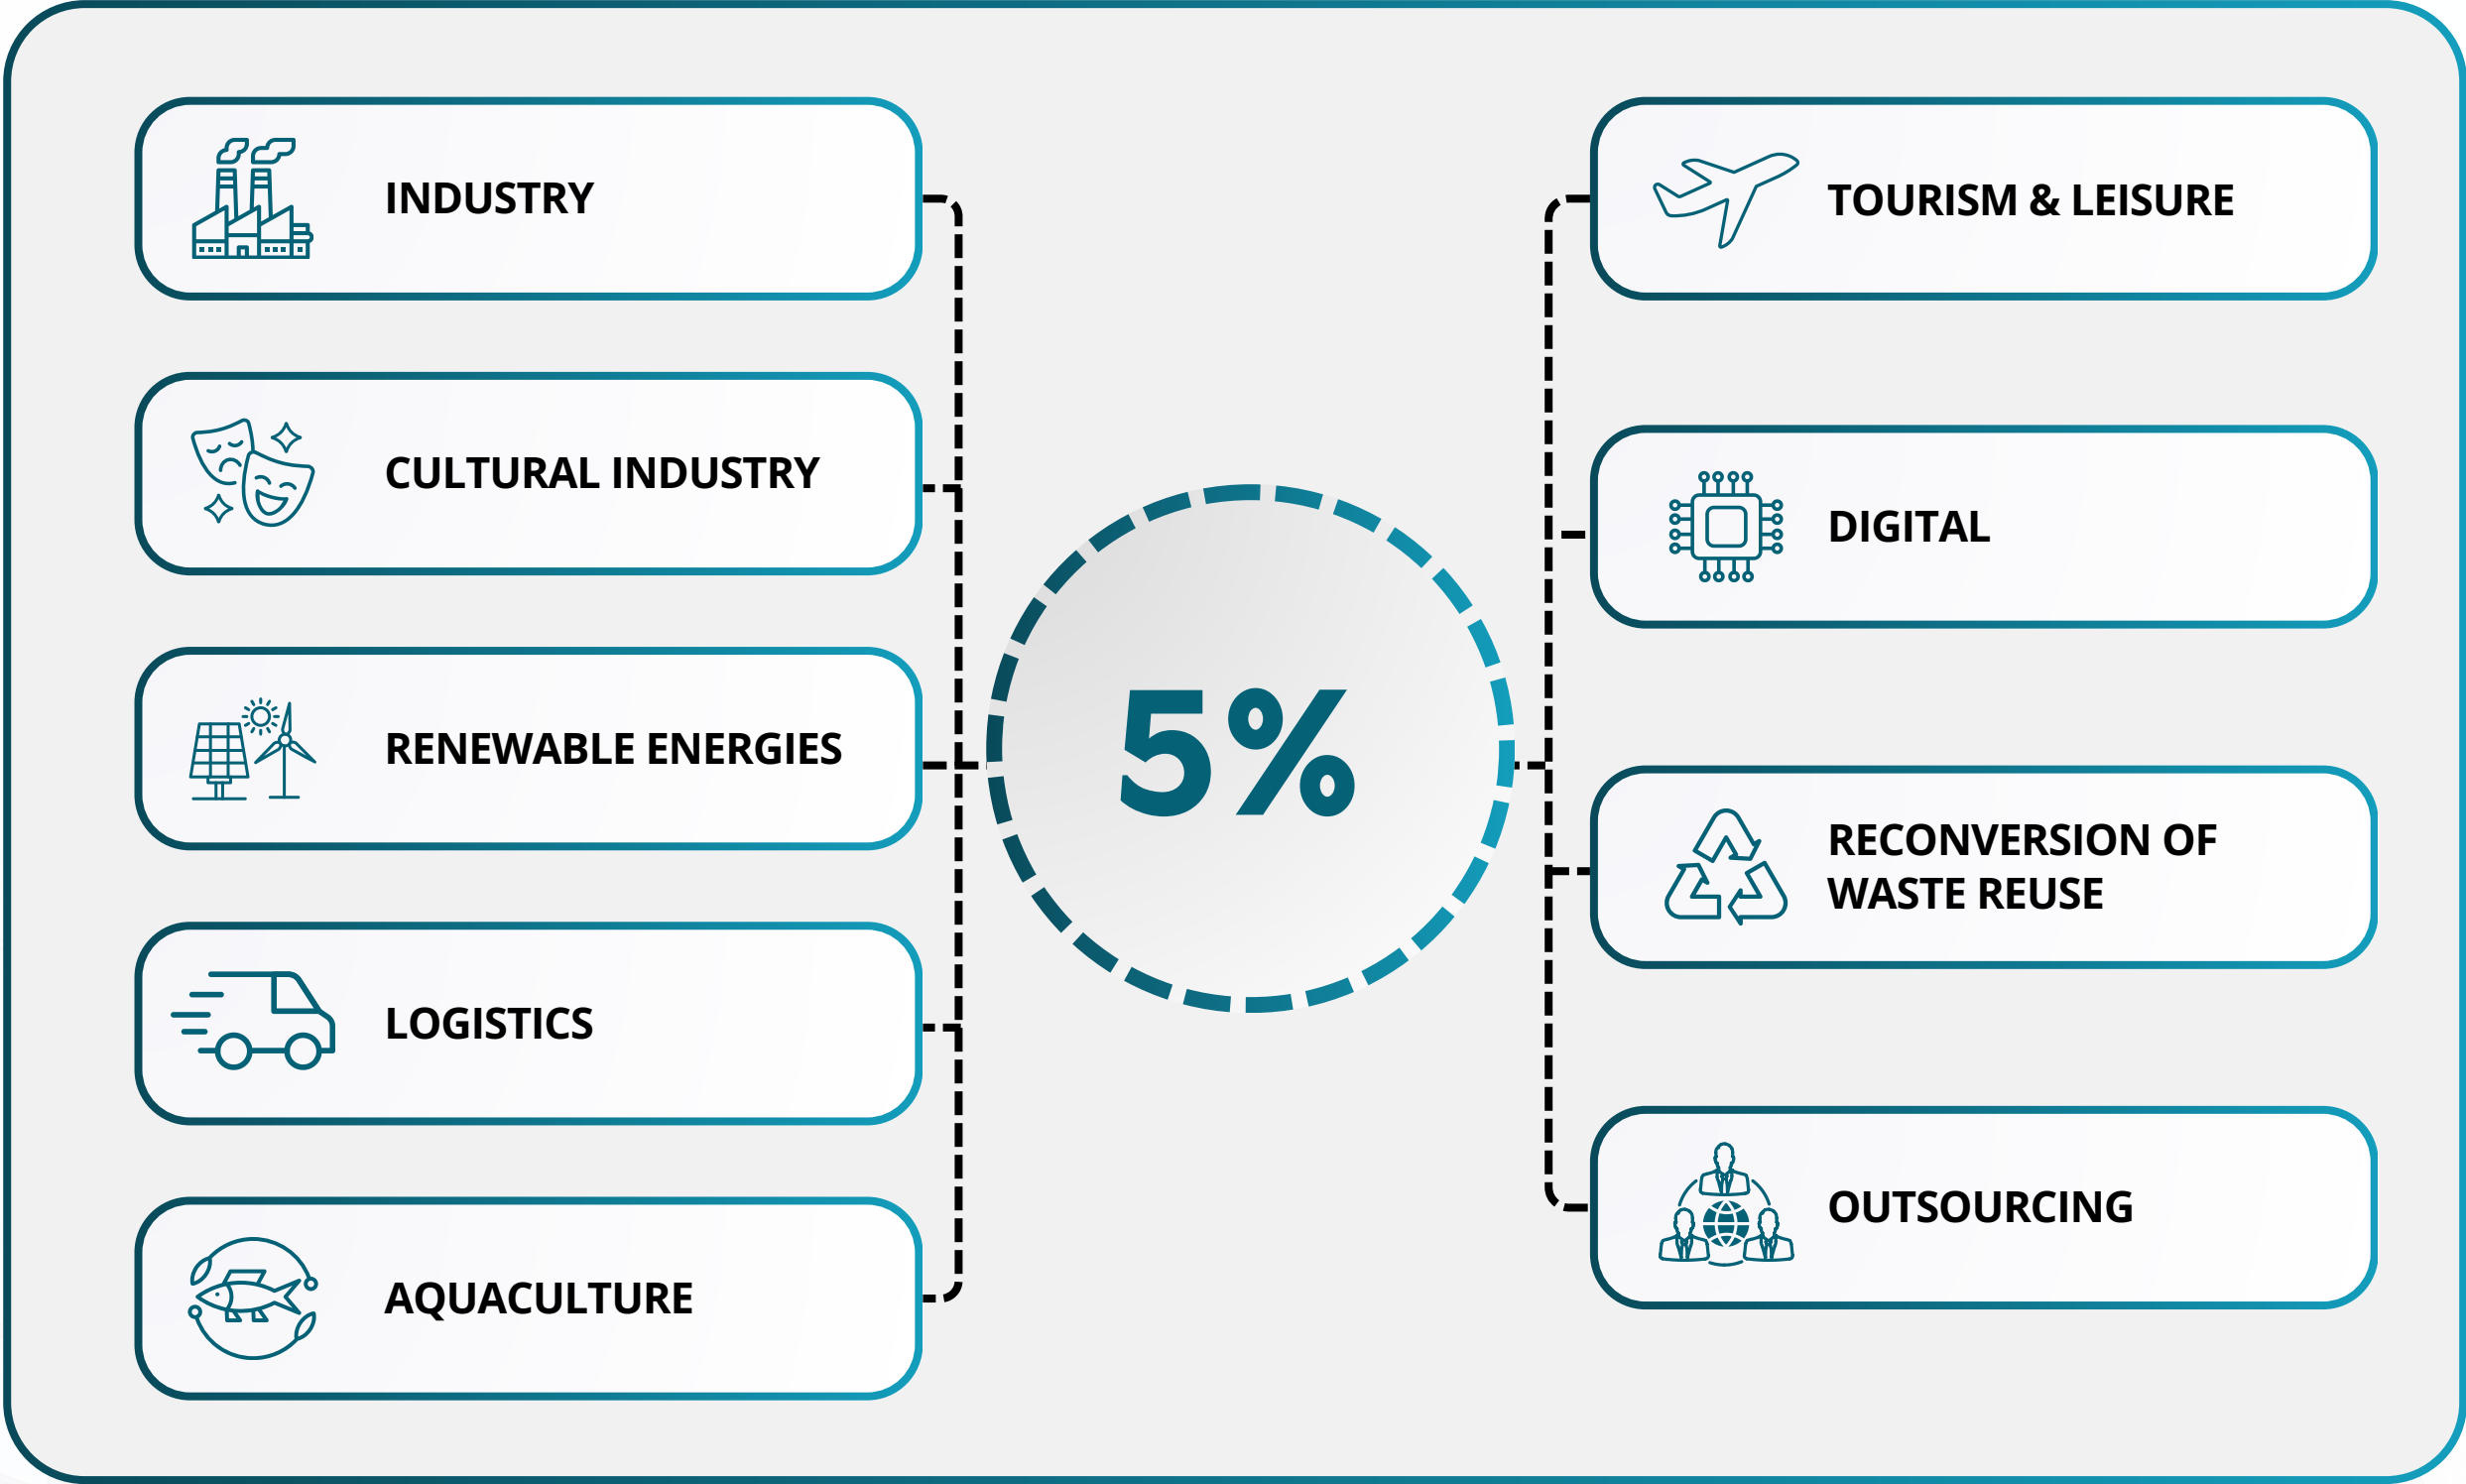 INDUSTRY
CULTURAL INDUSTRY
RENEWABLE ENERGIES
LOGISTICS
AQUACULTURE
5%
TOURISM & LEISURE
DIGITAL
RECONVERSION OF
WASTE REUSE
OUTSOURCING